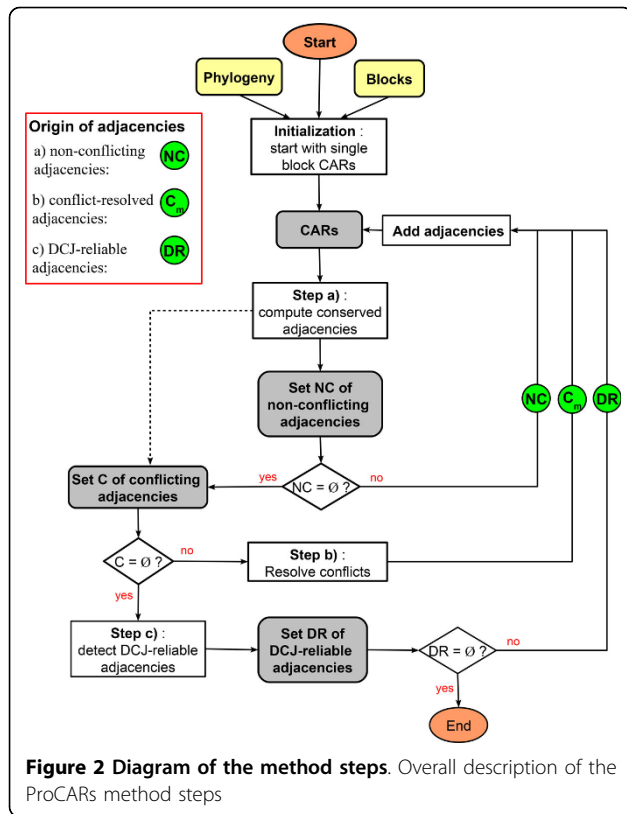 Start
Phylogeny
Blocks
Origin of adjacencies
a) non-conflicting
adjacencies:
NC
b) conflict-resolved
adjacencies:
Cm
c) DCJ-reliable
adjacencies:
DR
Initialization :
start with single
block CARs
CARs
Add adjacencies
Step a) :
compute conserved
adjacencies
Set NC of
non-conflicting
adjacencies
NC
Cm
DR
Set C of conflicting
adjacencies
yes
NC = Ø ?
no
C = Ø ?
no
Step b) :
Resolve conflicts
yes
Step c) :
detect DCJ-reliable
adjacencies
Set DR of
DCJ-reliable
adjacencies
DR = Ø ?
no
yes
End
Figure 2 Diagram of the method steps. Overall description of the
ProCARs method steps